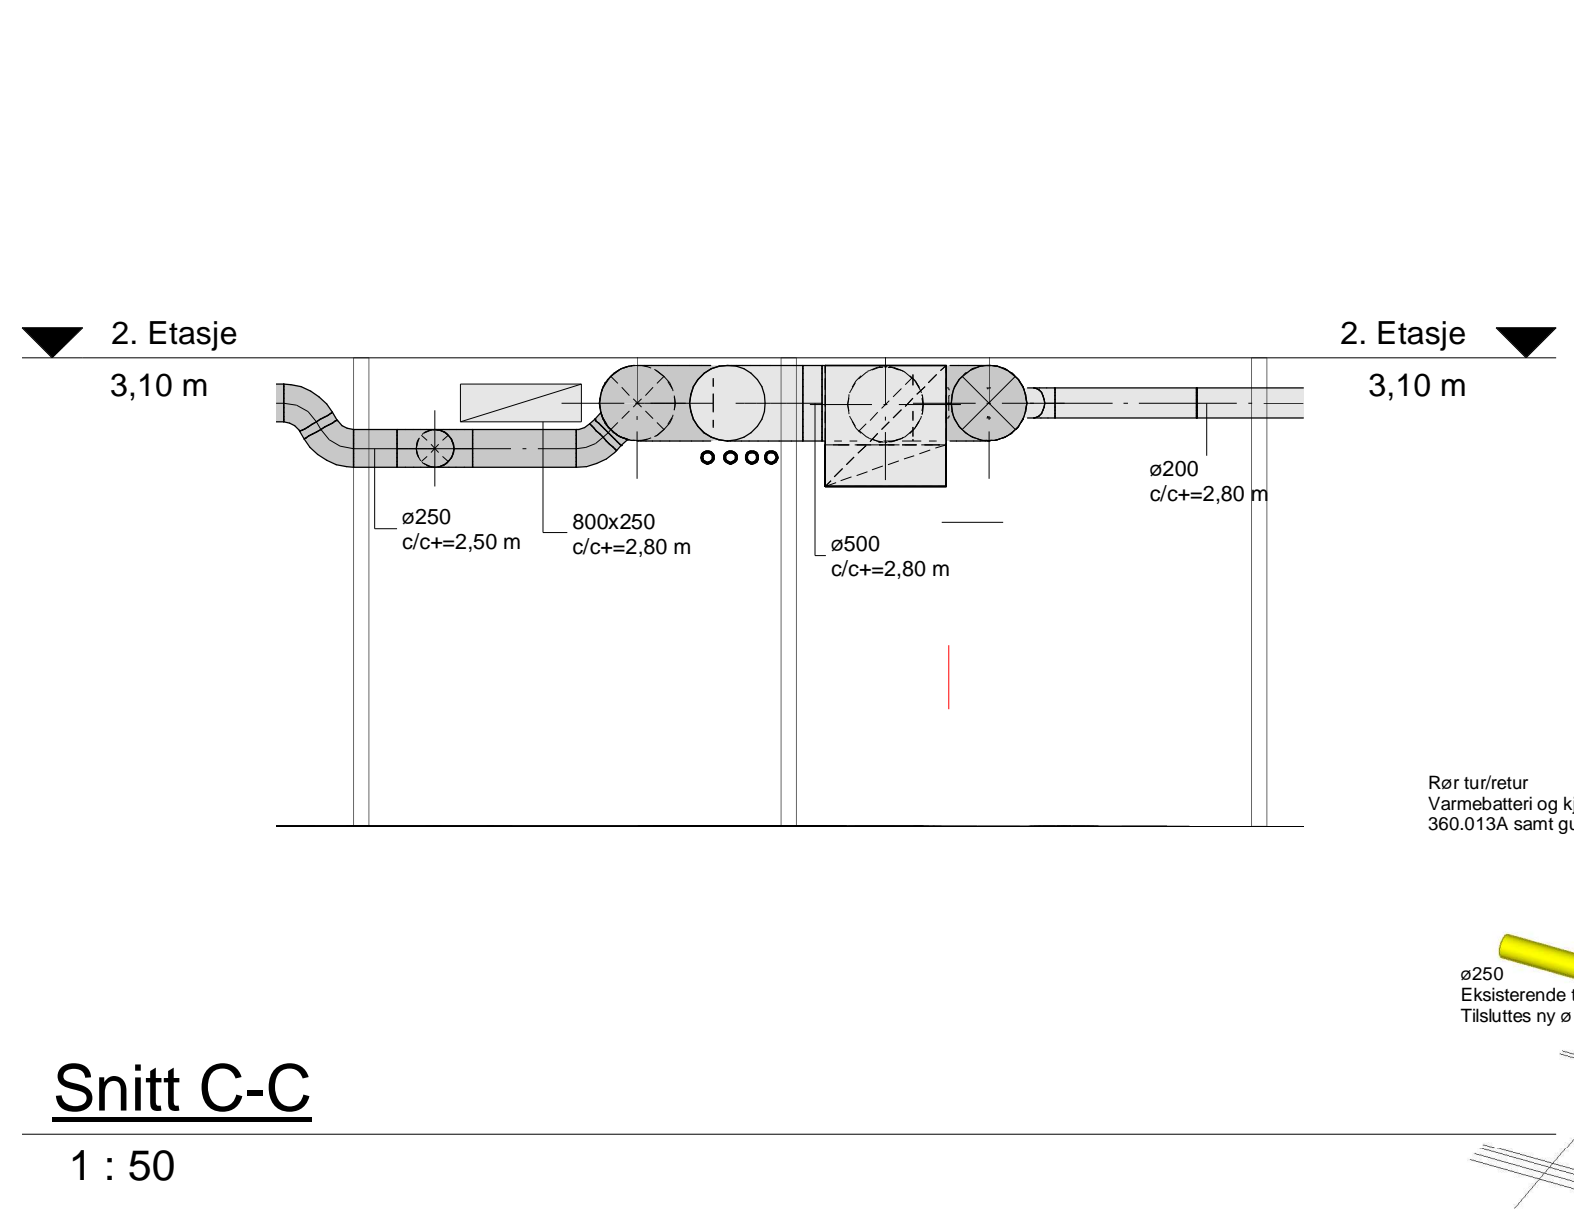 2. Etasje
3,10 m
2. Etasje
3,10 m
ø250
c/c+=2,50 m
800x250
c/c+=2,80 m
ø500
c/c+=2,80 m
ø200
c/c+=2,80 m
Rør tur/retur
Varmebatteri og
360.013A samt
ø250
Eksisterende
Tilsluttes ny ø
Snitt C-C
1 : 50